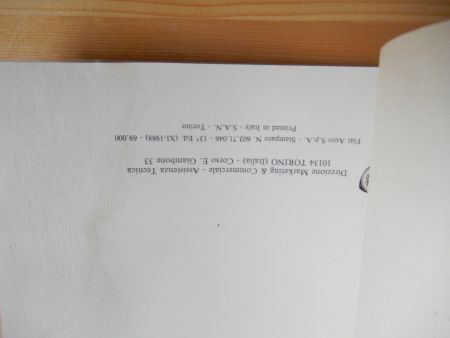 Direzione Marketing & Commerciale - Assistenza Tecnica
10134 TORINO (Italia) - Corso E. Giambone 33
Fiat Auto S.p.A. - Stampato N. 603.71.046 - 13ª Ed. (XI-1988) - 69.000
Printed in Italy - S.A.N. - Torino